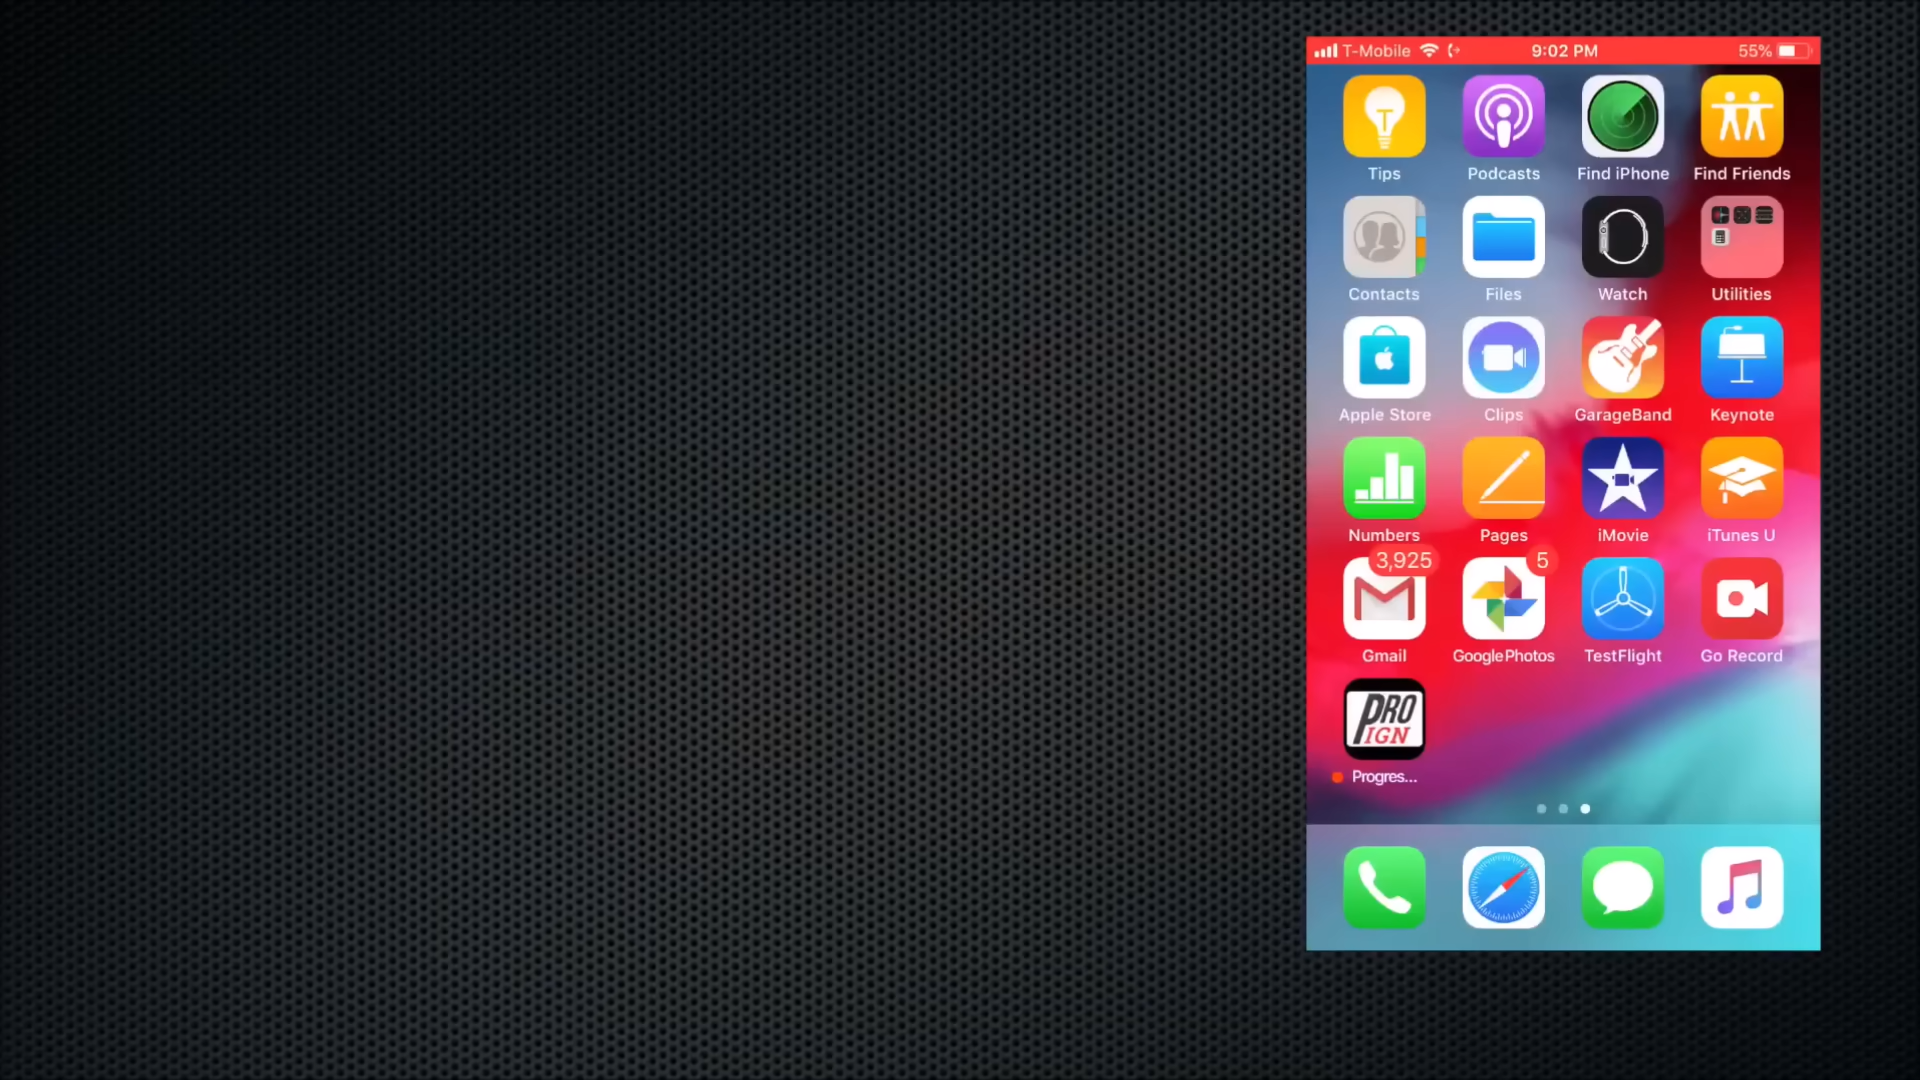 T-Mobile 9:02 PM 55%
Tips Podcasts Find iPhone Find Friends
Contacts Files Watch Utilities
Apple Store Clips GarageBand Keynote
Numbers Pages iMovie iTunes U
3,925 5
Gmail Google Photos TestFlight Go Record
PRO
IGN
Progres...